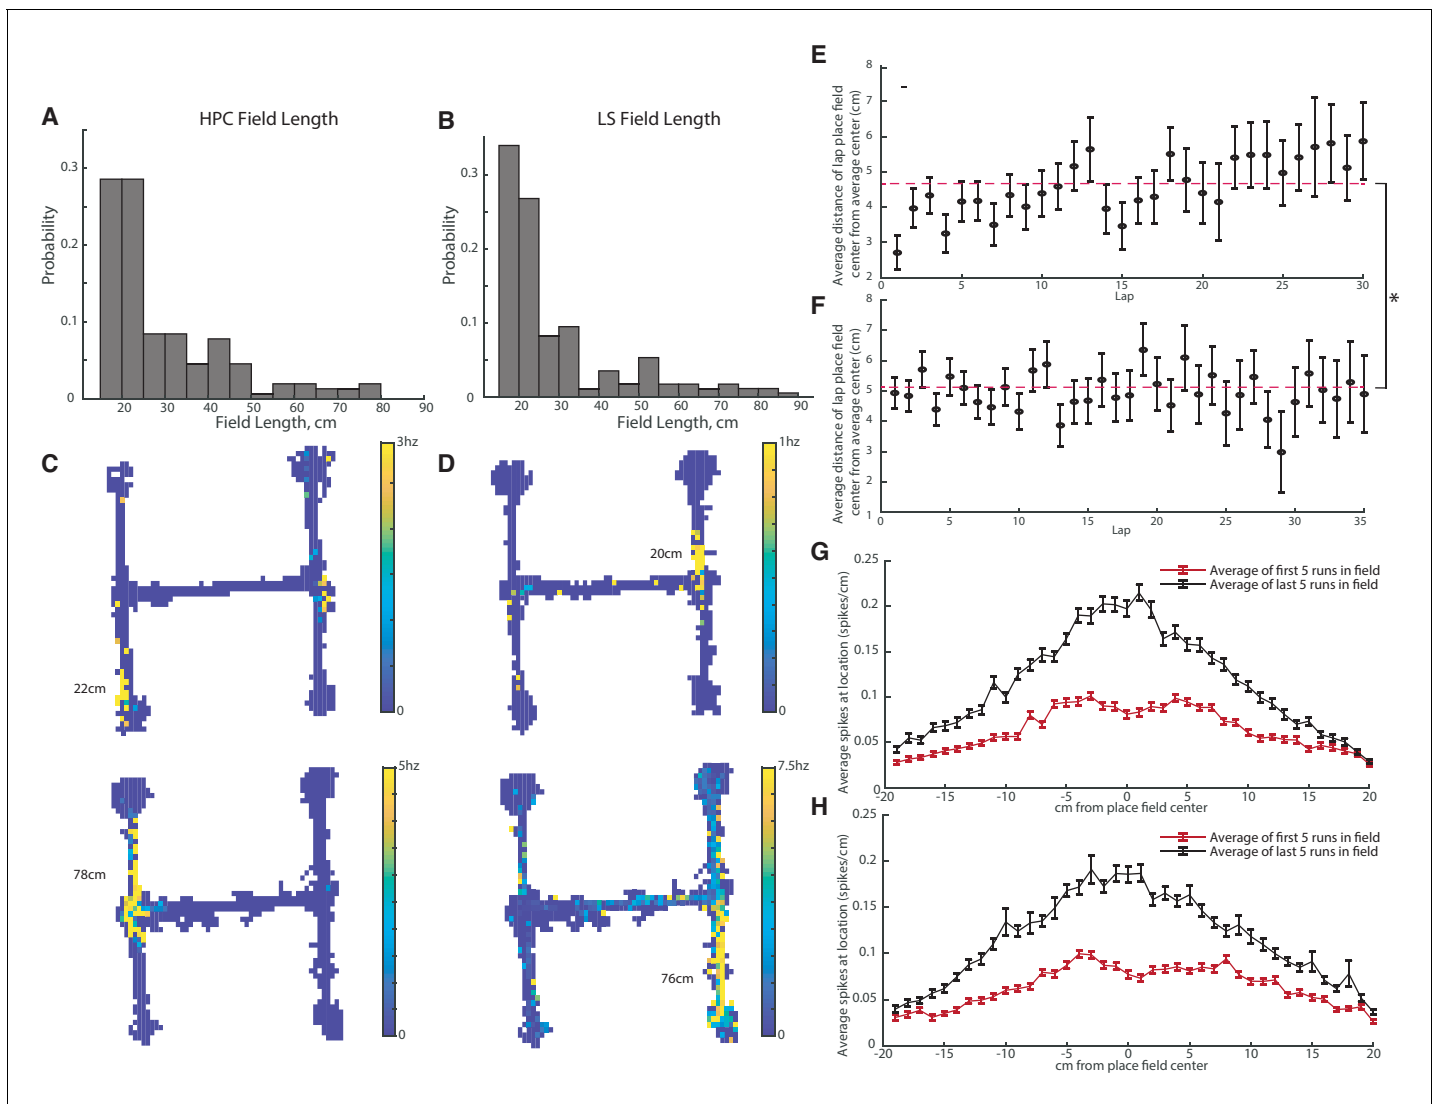 A
HPC Field Length
Probability
0.3
0.2
0.1
0
20
30
40
50
60
70
80
90
Field Length, cm
B
LS Field Length
Probability
0.3
0.2
0.1
0
20
30
40
50
60
70
80
90
Field Length, cm
C
3hz
0
22cm
5hz
0
78cm
D
1hz
0
20cm
7.5hz
0
76cm
E
Average distance of lap place field
center from average center (cm)
8
7
6
5
4
3
2
0
5
10
15
20
25
30
Lap
*
F
Average distance of lap place field
center from average center (cm)
8
7
6
5
4
3
2
1
0
5
10
15
20
25
30
35
Lap
G
Average spikes at location (spikes/cm)
0.25
0.2
0.15
0.1
0.05
0
-20
-15
-10
-5
0
5
10
15
20
cm from place field center
Average of first 5 runs in field
Average of last 5 runs in field
H
Average spikes at location (spikes/cm)
0.25
0.2
0.15
0.1
0.05
0
-20
-15
-10
-5
0
5
10
15
20
cm from place field center
Average of first 5 runs in field
Average of last 5 runs in field